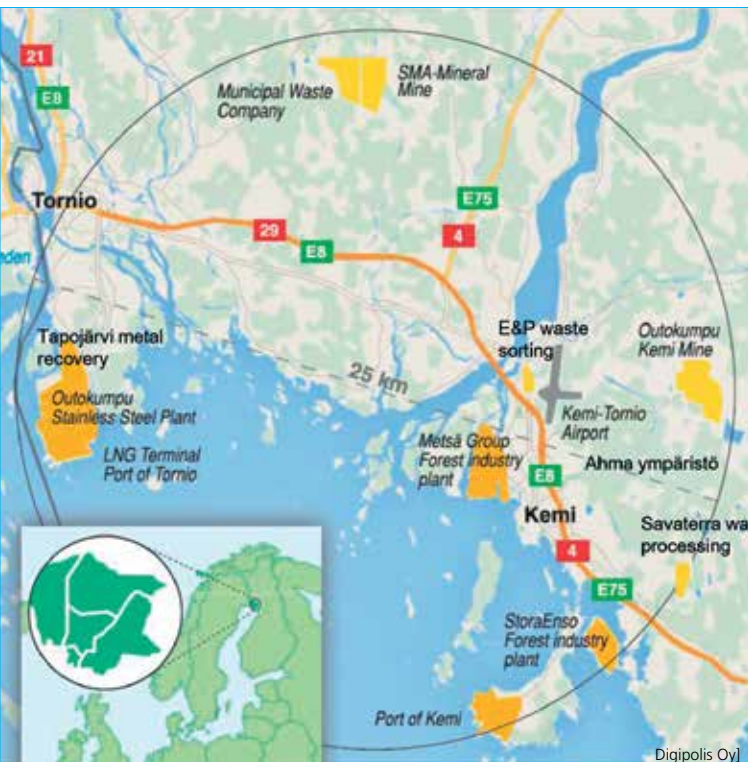 21
E8
Municipal Waste
Company
SMA-Mineral
Mine
Tornio
E75
29
4
E8
eden
Tapojärvi metal
recovery
E&P waste
sorting
Outokumpu
Kemi Mine
25 km
Outokumpu
Stainless Steel Plant
Kemi-Tornio
Airport
LNG Terminal
Port of Tornio
Metsä Group
Forest industry
plant
Ahma ympäristö
E8
Kemi
Savaterra wa
processing
4
E75
StoraEnso
Forest industry
plant
Port of Kemi
Digipolis Oy]